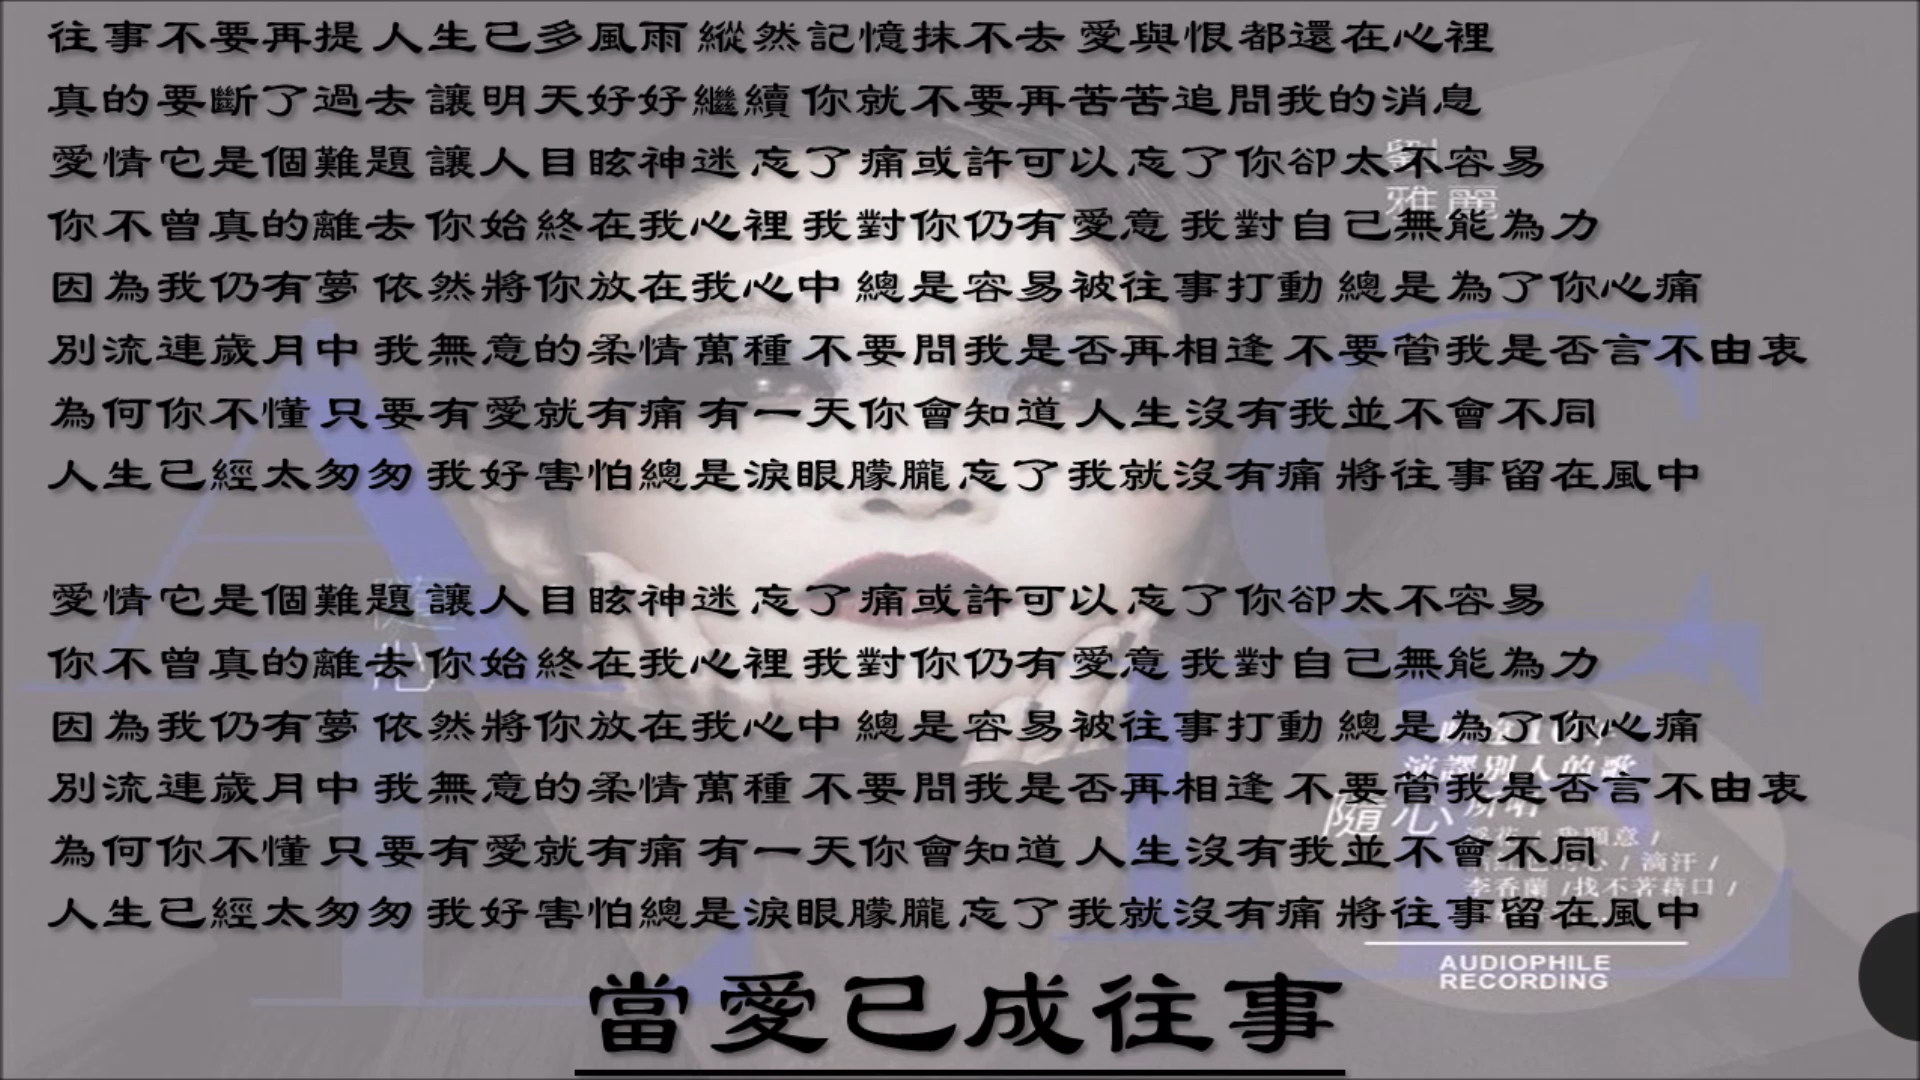 往事不要再提 人生已多風雨 縱然記憶抹不去 愛與恨都還在心裡
真的要斷了過去 讓明天好好繼續 你就不要再苦苦追問我的消息
愛情它是個難題 讓人目眩神迷 忘了痛或許可以 忘了你卻太不容易
你不曾真的離去 你始終在我心裡 我對你仍有愛意 我對自己無能為力
因為我仍有夢 依然將你放在我心中 總是容易被往事打動 總是為了你心痛
別流連歲月中 我無意的柔情萬種 不要問我是否再相逢 不要管我是否言不由衷
為何你不懂 只要有愛就有痛 有一天你會知道 人生沒有我並不會不同
人生已經太匆匆 我好害怕總是淚眼朦朧 忘了我就沒有痛 將往事留在風中
愛情它是個難題 讓人目眩神迷 忘了痛或許可以 忘了你卻太不容易
你不曾真的離去 你始終在我心裡 我對你仍有愛意 我對自己無能為力
因為我仍有夢 依然將你放在我心中 總是容易被往事打動 總是為了你心痛
別流連歲月中 我無意的柔情萬種 不要問我是否再相逢 不要管我是否言不由衷
為何你不懂 只要有愛就有痛 有一天你會知道 人生沒有我並不會不同
人生已經太匆匆 我好害怕總是淚眼朦朧 忘了我就沒有痛 將往事留在風中
當愛已成往事
劉
雅麗
演譯別人的歌
隨心
滴汗 /
李香蘭 / 找不著藉口 /
AUDIOPHILE
RECORDING